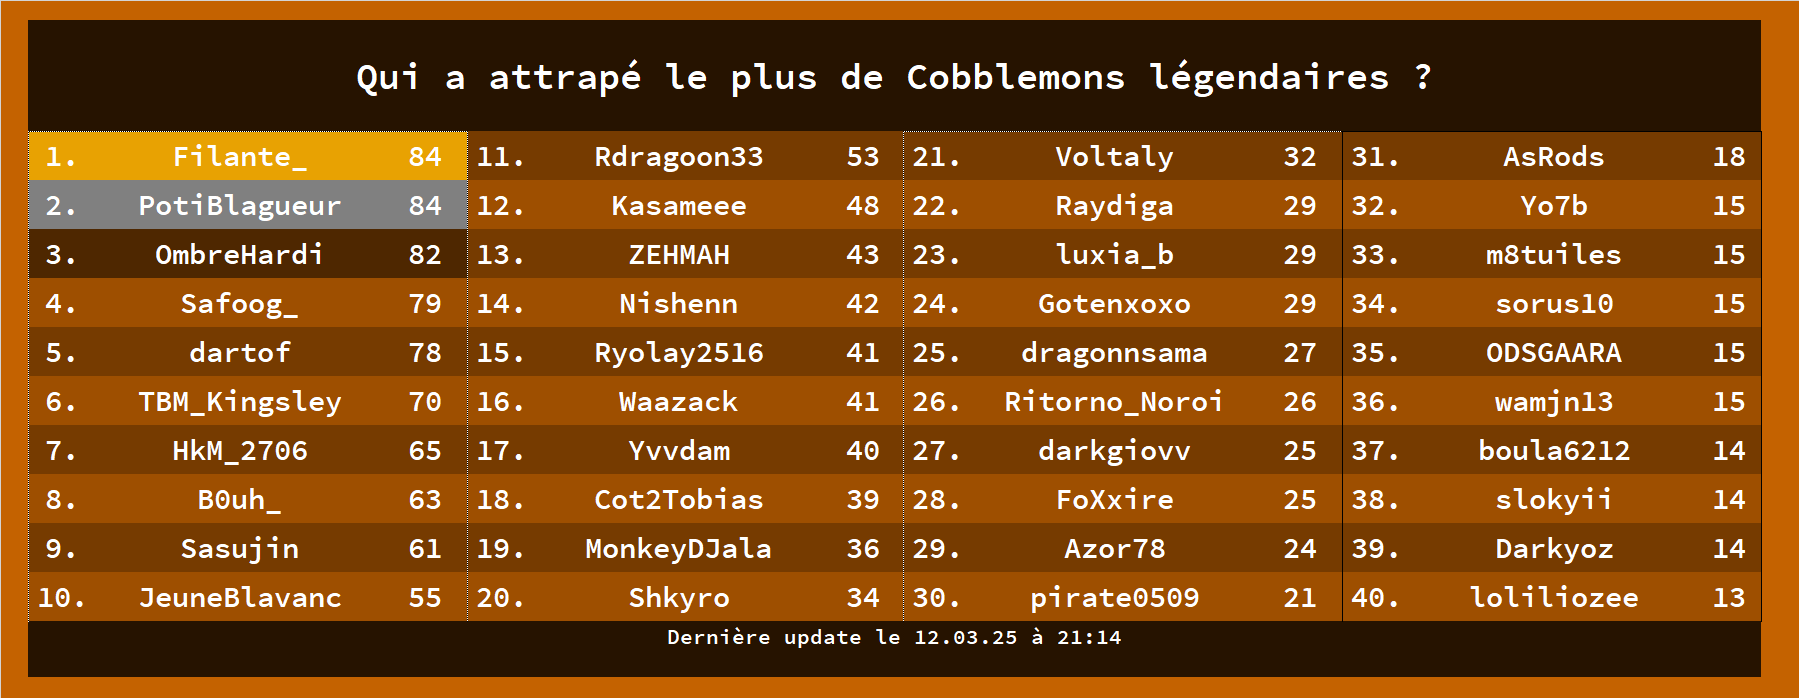 Qui a attrapé le plus de Cobblemons légendaires ?
1. Filante_ 84 11. Rdragoon33 53 21. Voltaly 32 31. AsRods 18
2. PotiBlagueur 84 12. Kasameee 48 22. Raydiga 29 32. Yo7b 15
3. OmbreHardi 82 13. ZEHMAH 43 23. luxia_b 29 33. m8tuiles 15
4. Safoog_ 79 14. Nishenn 42 24. Gotenxoxo 29 34. sorus10 15
5. dartof 78 15. Ryolay2516 41 25. dragonnsama 27 35. ODSGAARA 15
6. TBM_Kingsley 70 16. Waazack 41 26. Ritorno_Noroi 26 36. wamjn13 15
7. HkM_2706 65 17. Yvvdam 40 27. darkgiovv 25 37. boula6212 14
8. B0uh_ 63 18. Cot2Tobias 39 28. FoXxire 25 38. slokyii 14
9. Sasujin 61 19. MonkeyDJala 36 29. Azor78 24 39. Darkyoz 14
10. JeuneBlavanc 55 20. Shkyro 34 30. pirate0509 21 40. loliliozee 13
Dernière update le 12.03.25 à 21:14